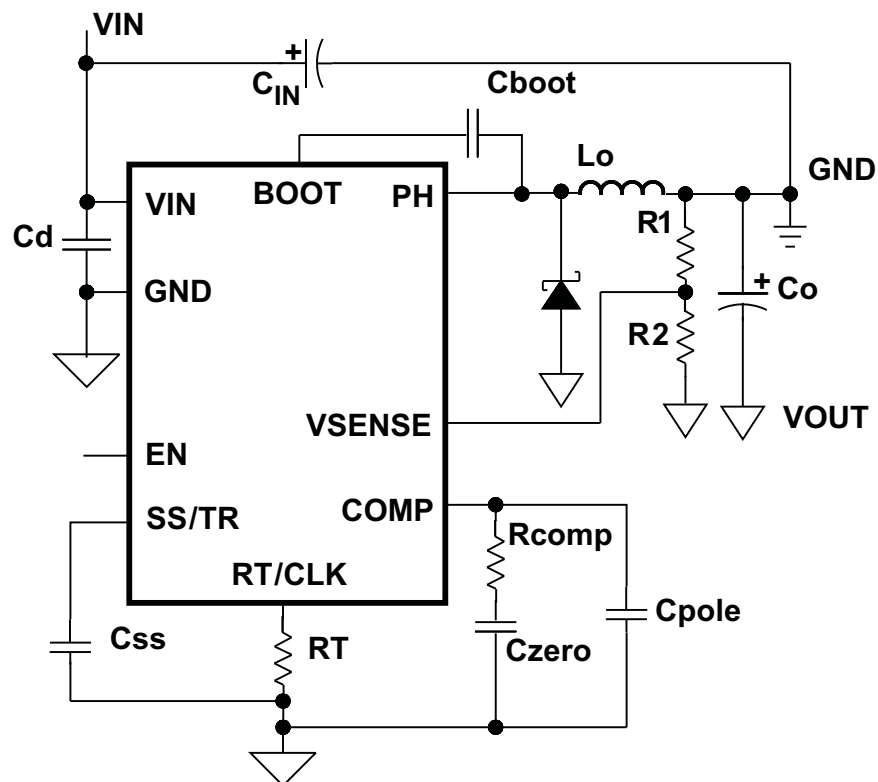 VIN
+
CIN
Cboot
Lo
GND
VIN
BOOT
PH
R1
Cd
GND
+
Co
R2
VSENSE
VOUT
EN
SS/TR
COMP
Rcomp
RT/CLK
Cpole
Css
RT
Czero